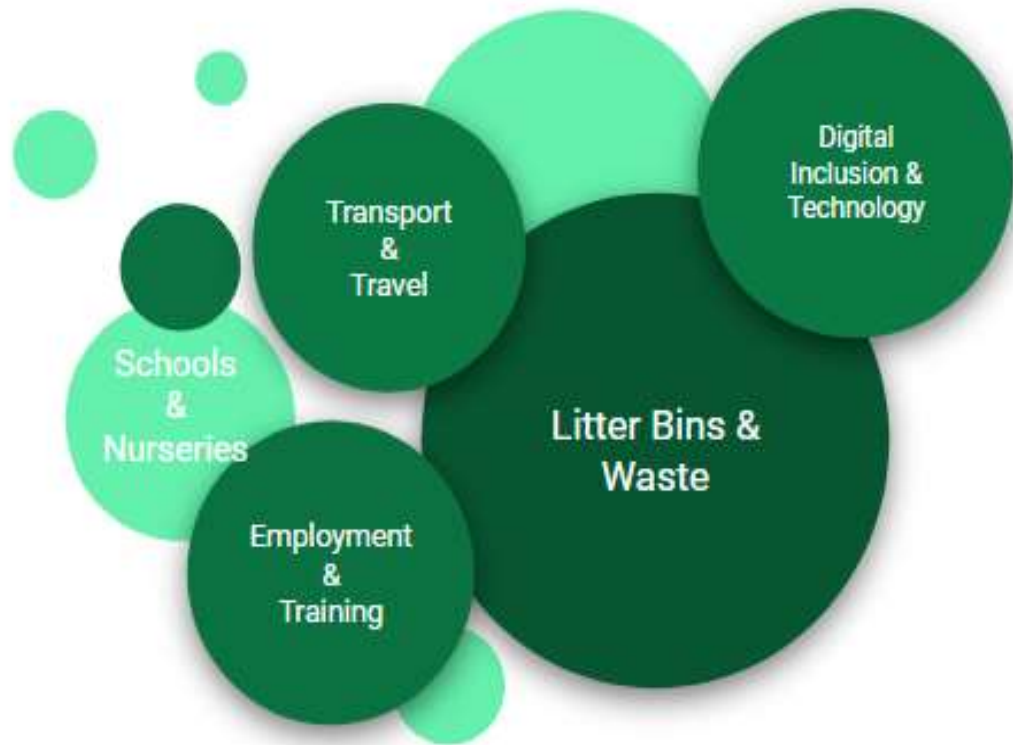 Digital
Inclusion &
Technology
Transport
&
Travel
Schools
&
Nurseries
Litter Bins &
Waste
Employment
&
Training